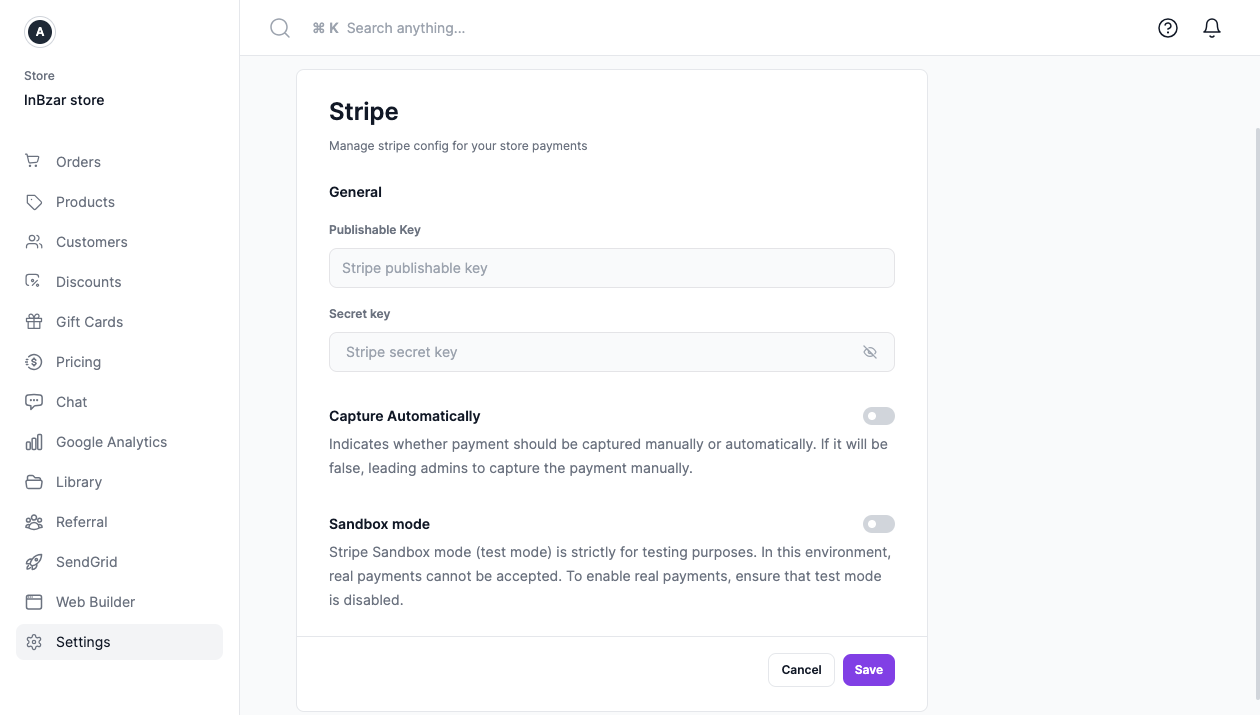 A
⌘ K Search anything...
Store
InBzar store
Orders
Products
Customers
Discounts
Gift Cards
Pricing
Chat
Google Analytics
Library
Referral
SendGrid
Web Builder
Settings
Stripe
Manage stripe config for your store payments
General
Publishable Key
Stripe publishable key
Secret key
Stripe secret key
Capture Automatically
Indicates whether payment should be captured manually or automatically. If it will be
false, leading admins to capture the payment manually.
Sandbox mode
Stripe Sandbox mode (test mode) is strictly for testing purposes. In this environment,
real payments cannot be accepted. To enable real payments, ensure that test mode
is disabled.
Cancel
Save